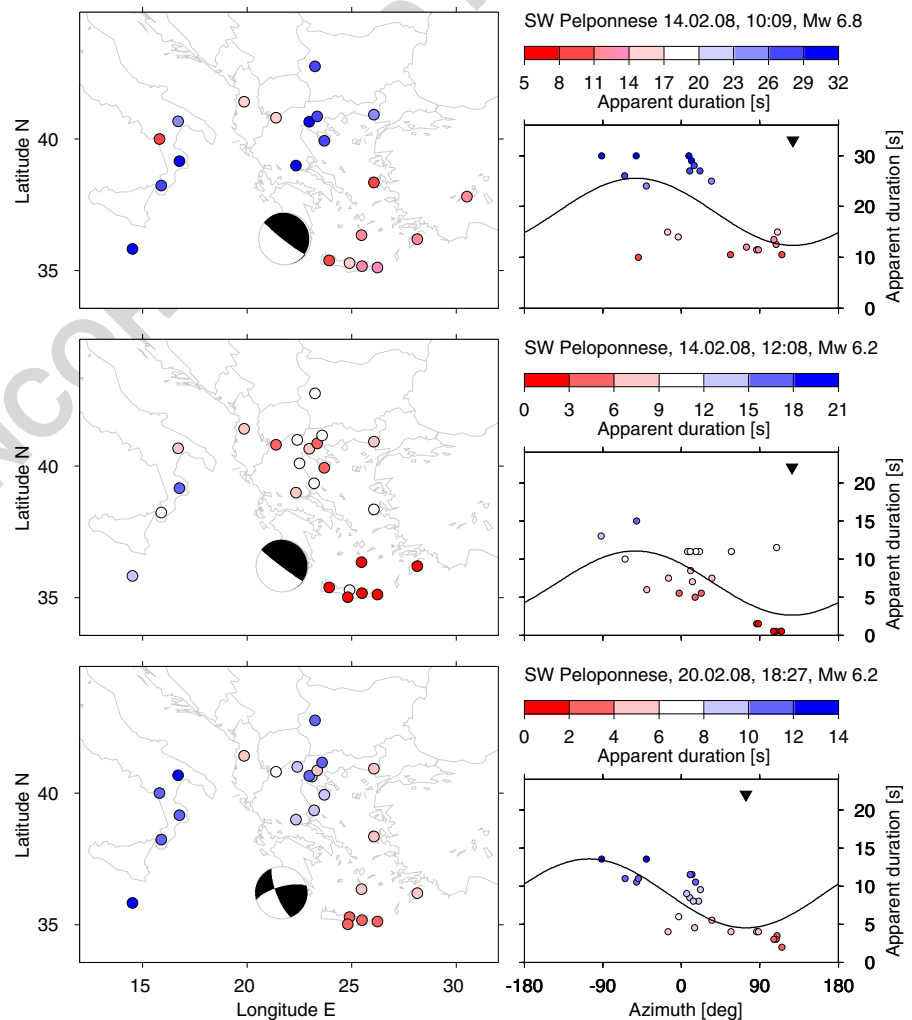 SW Pelponnese 14.02.08, 10:09, Mw 6.8
5 8 11 14 17 20 23 26 29 32
Apparent duration [s]
Latitude N
40
35
30
20
10
0
Apparent duration [s]
SW Peloponnese, 14.02.08, 12:08, Mw 6.2
0 3 6 9 12 15 18 21
Apparent duration [s]
Latitude N
40
35
20
15
10
5
0
Apparent duration [s]
SW Peloponnese, 20.02.08, 18:27, Mw 6.2
0 2 4 6 8 10 12 14
Apparent duration [s]
Latitude N
40
35
20
15
10
5
0
Apparent duration [s]
15 20 25 30
Longitude E
-180 -90 0 90 180
Azimuth [deg]